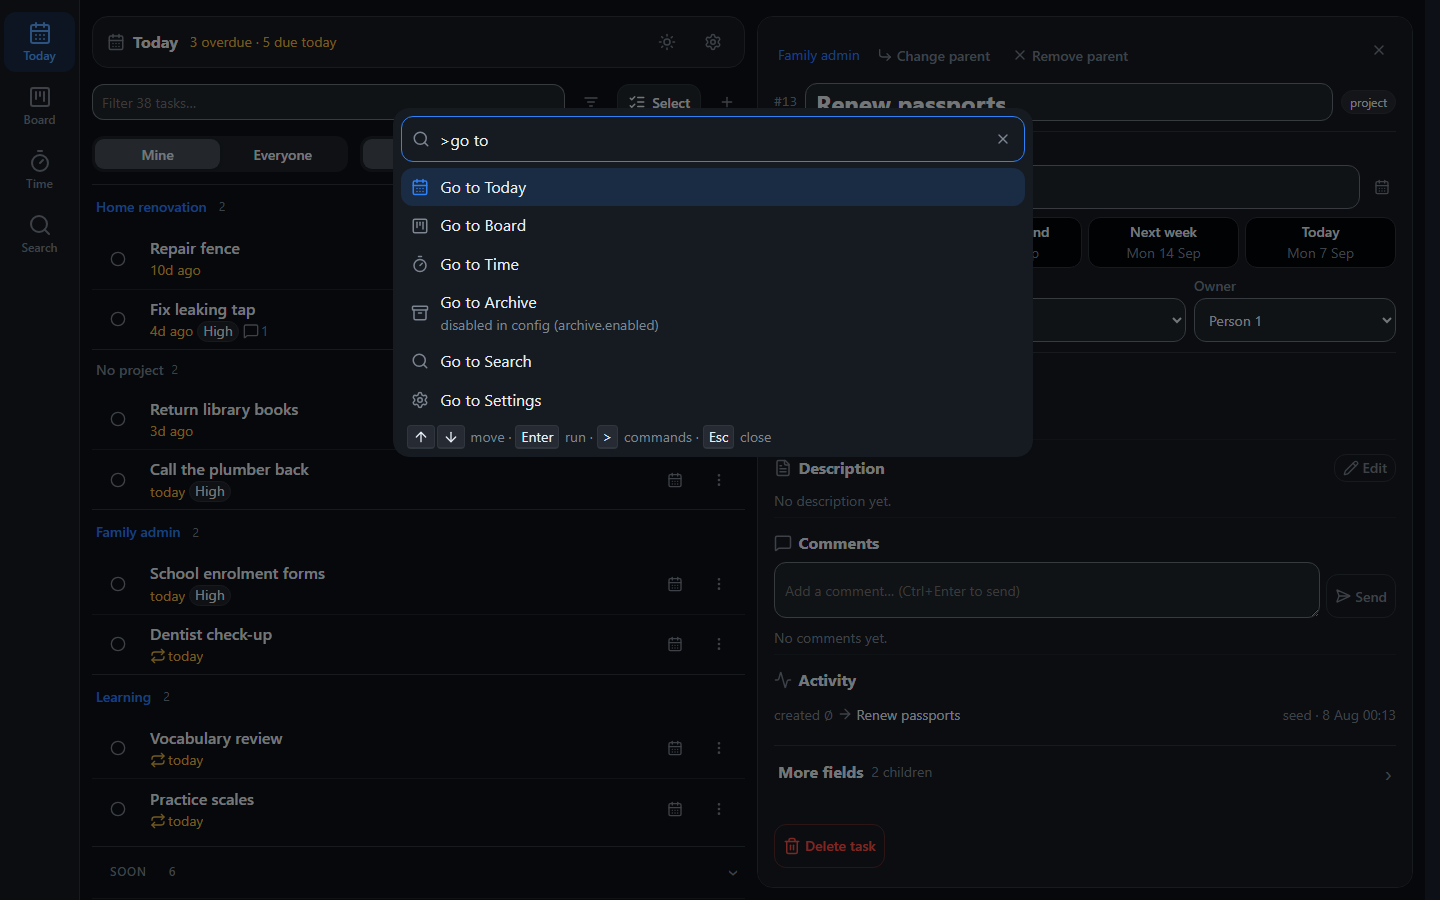 Today
Board
Time
Search
Today 3 overdue · 5 due today
Filter 38 tasks...
Select
Mine
Everyone
Home renovation 2
Repair fence
10d ago
Fix leaking tap
4d ago High 1
No project 2
Return library books
3d ago
Call the plumber back
today High
Family admin 2
School enrolment forms
today High
Dentist check-up
today
Learning 2
Vocabulary review
today
Practice scales
today
SOON 6
>go to
Go to Today
Go to Board
Go to Time
Go to Archive
disabled in config (archive.enabled)
Go to Search
Go to Settings
↑ ↓ move · Enter run · > commands · Esc close
Family admin Change parent Remove parent
#13 Renew passports project
Next week
Mon 14 Sep
Today
Mon 7 Sep
Owner
Person 1
Description
Edit
No description yet.
Comments
Add a comment... (Ctrl+Enter to send)
Send
No comments yet.
Activity
created ∅ → Renew passports seed · 8 Aug 00:13
More fields 2 children
Delete task